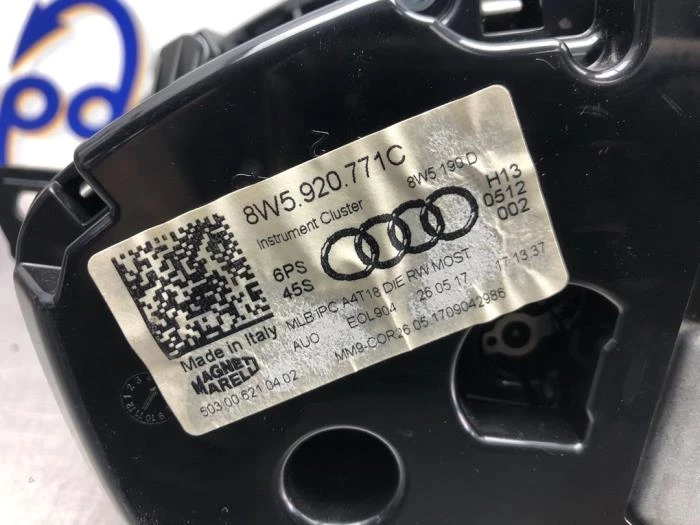 pd
8W5.920.771C
Instrument Cluster
8W5 190 D
H13
0512
002
6PS
45S
MLB-iPC A4T18 DIE RW MOST
AUO EOL904 26 05 17 17 13.37
MM9-COR26 05 1709042986
Made in Italy
MAGNETI
MARELLI
503 00 621 04 02